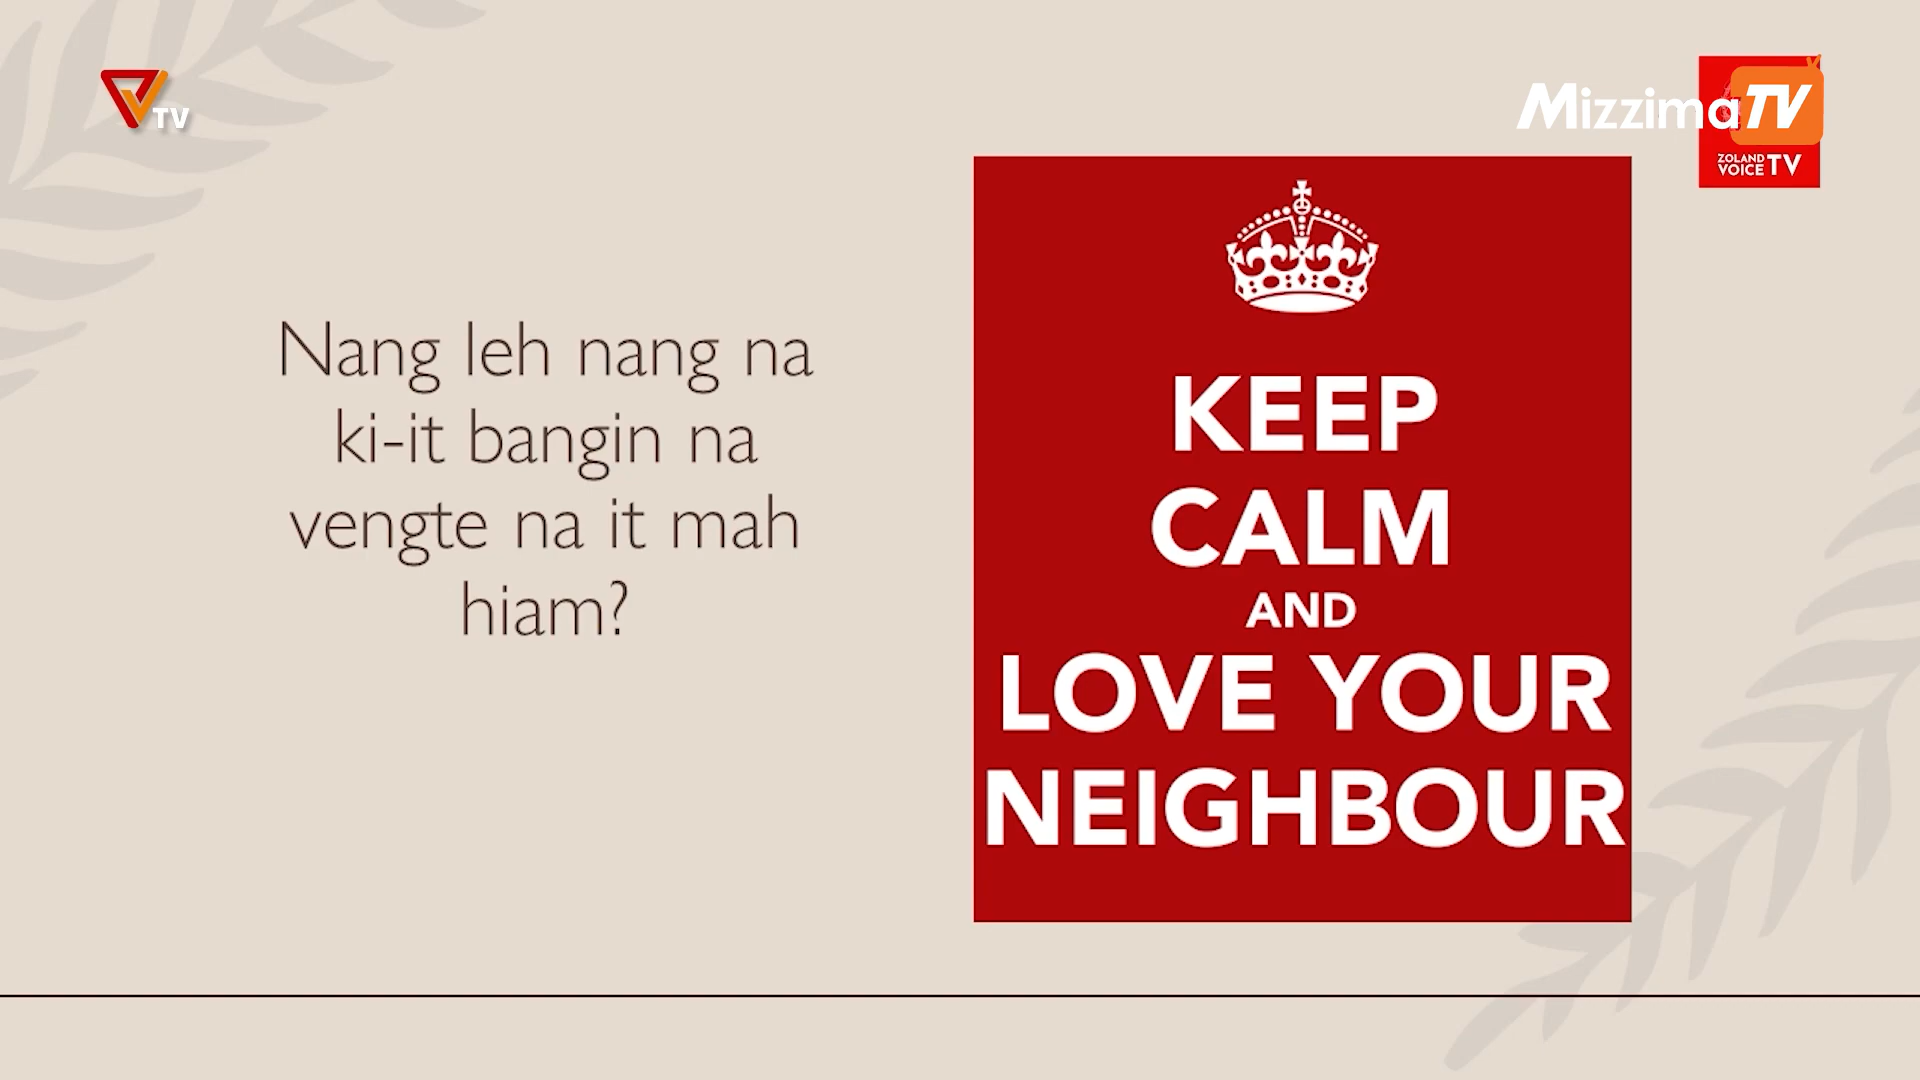 TV
MizzimaTV
ZOLAND
VOICE TV
Nang leh nang na
ki-it bangin na
vengte na it mah
hiam?
KEEP
CALM
AND
LOVE YOUR
NEIGHBOUR